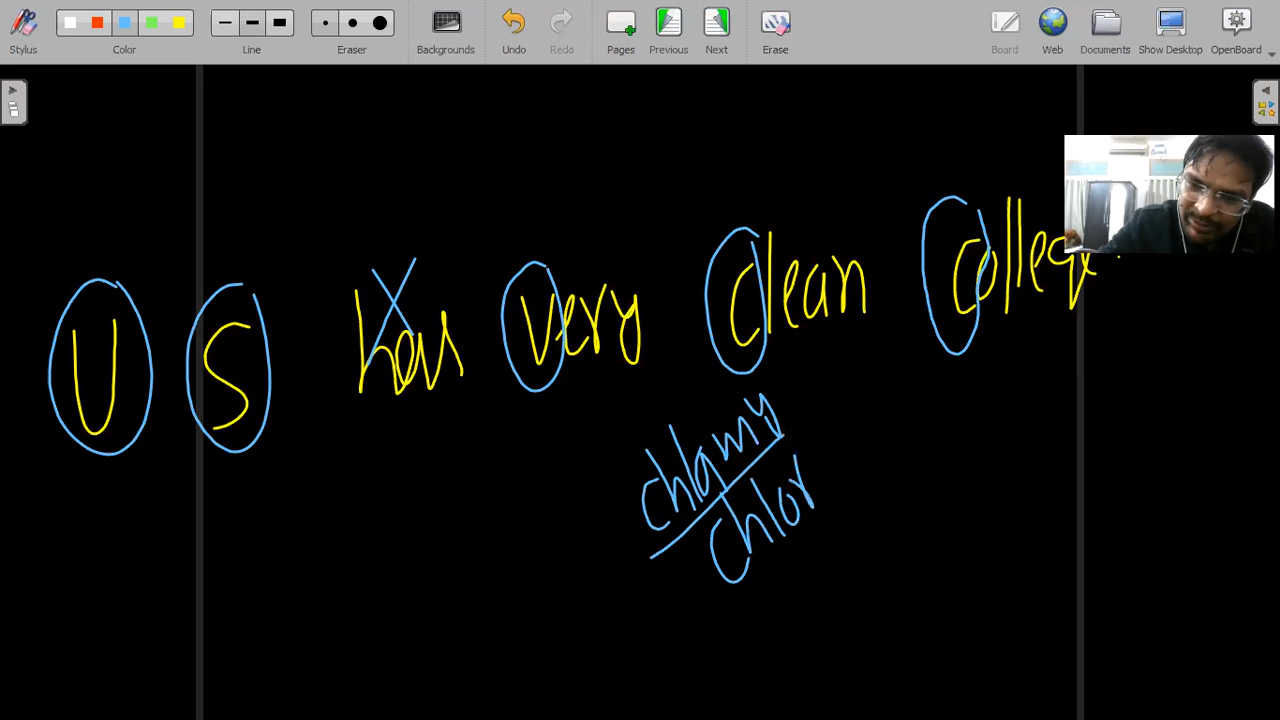 Stylus
Color
Line
Eraser
Backgrounds
Undo
Redo
Pages
Previous
Next
Erase
Board
Web
Documents
Show Desktop
OpenBoard
U S has very clean college
chlamy
chlor